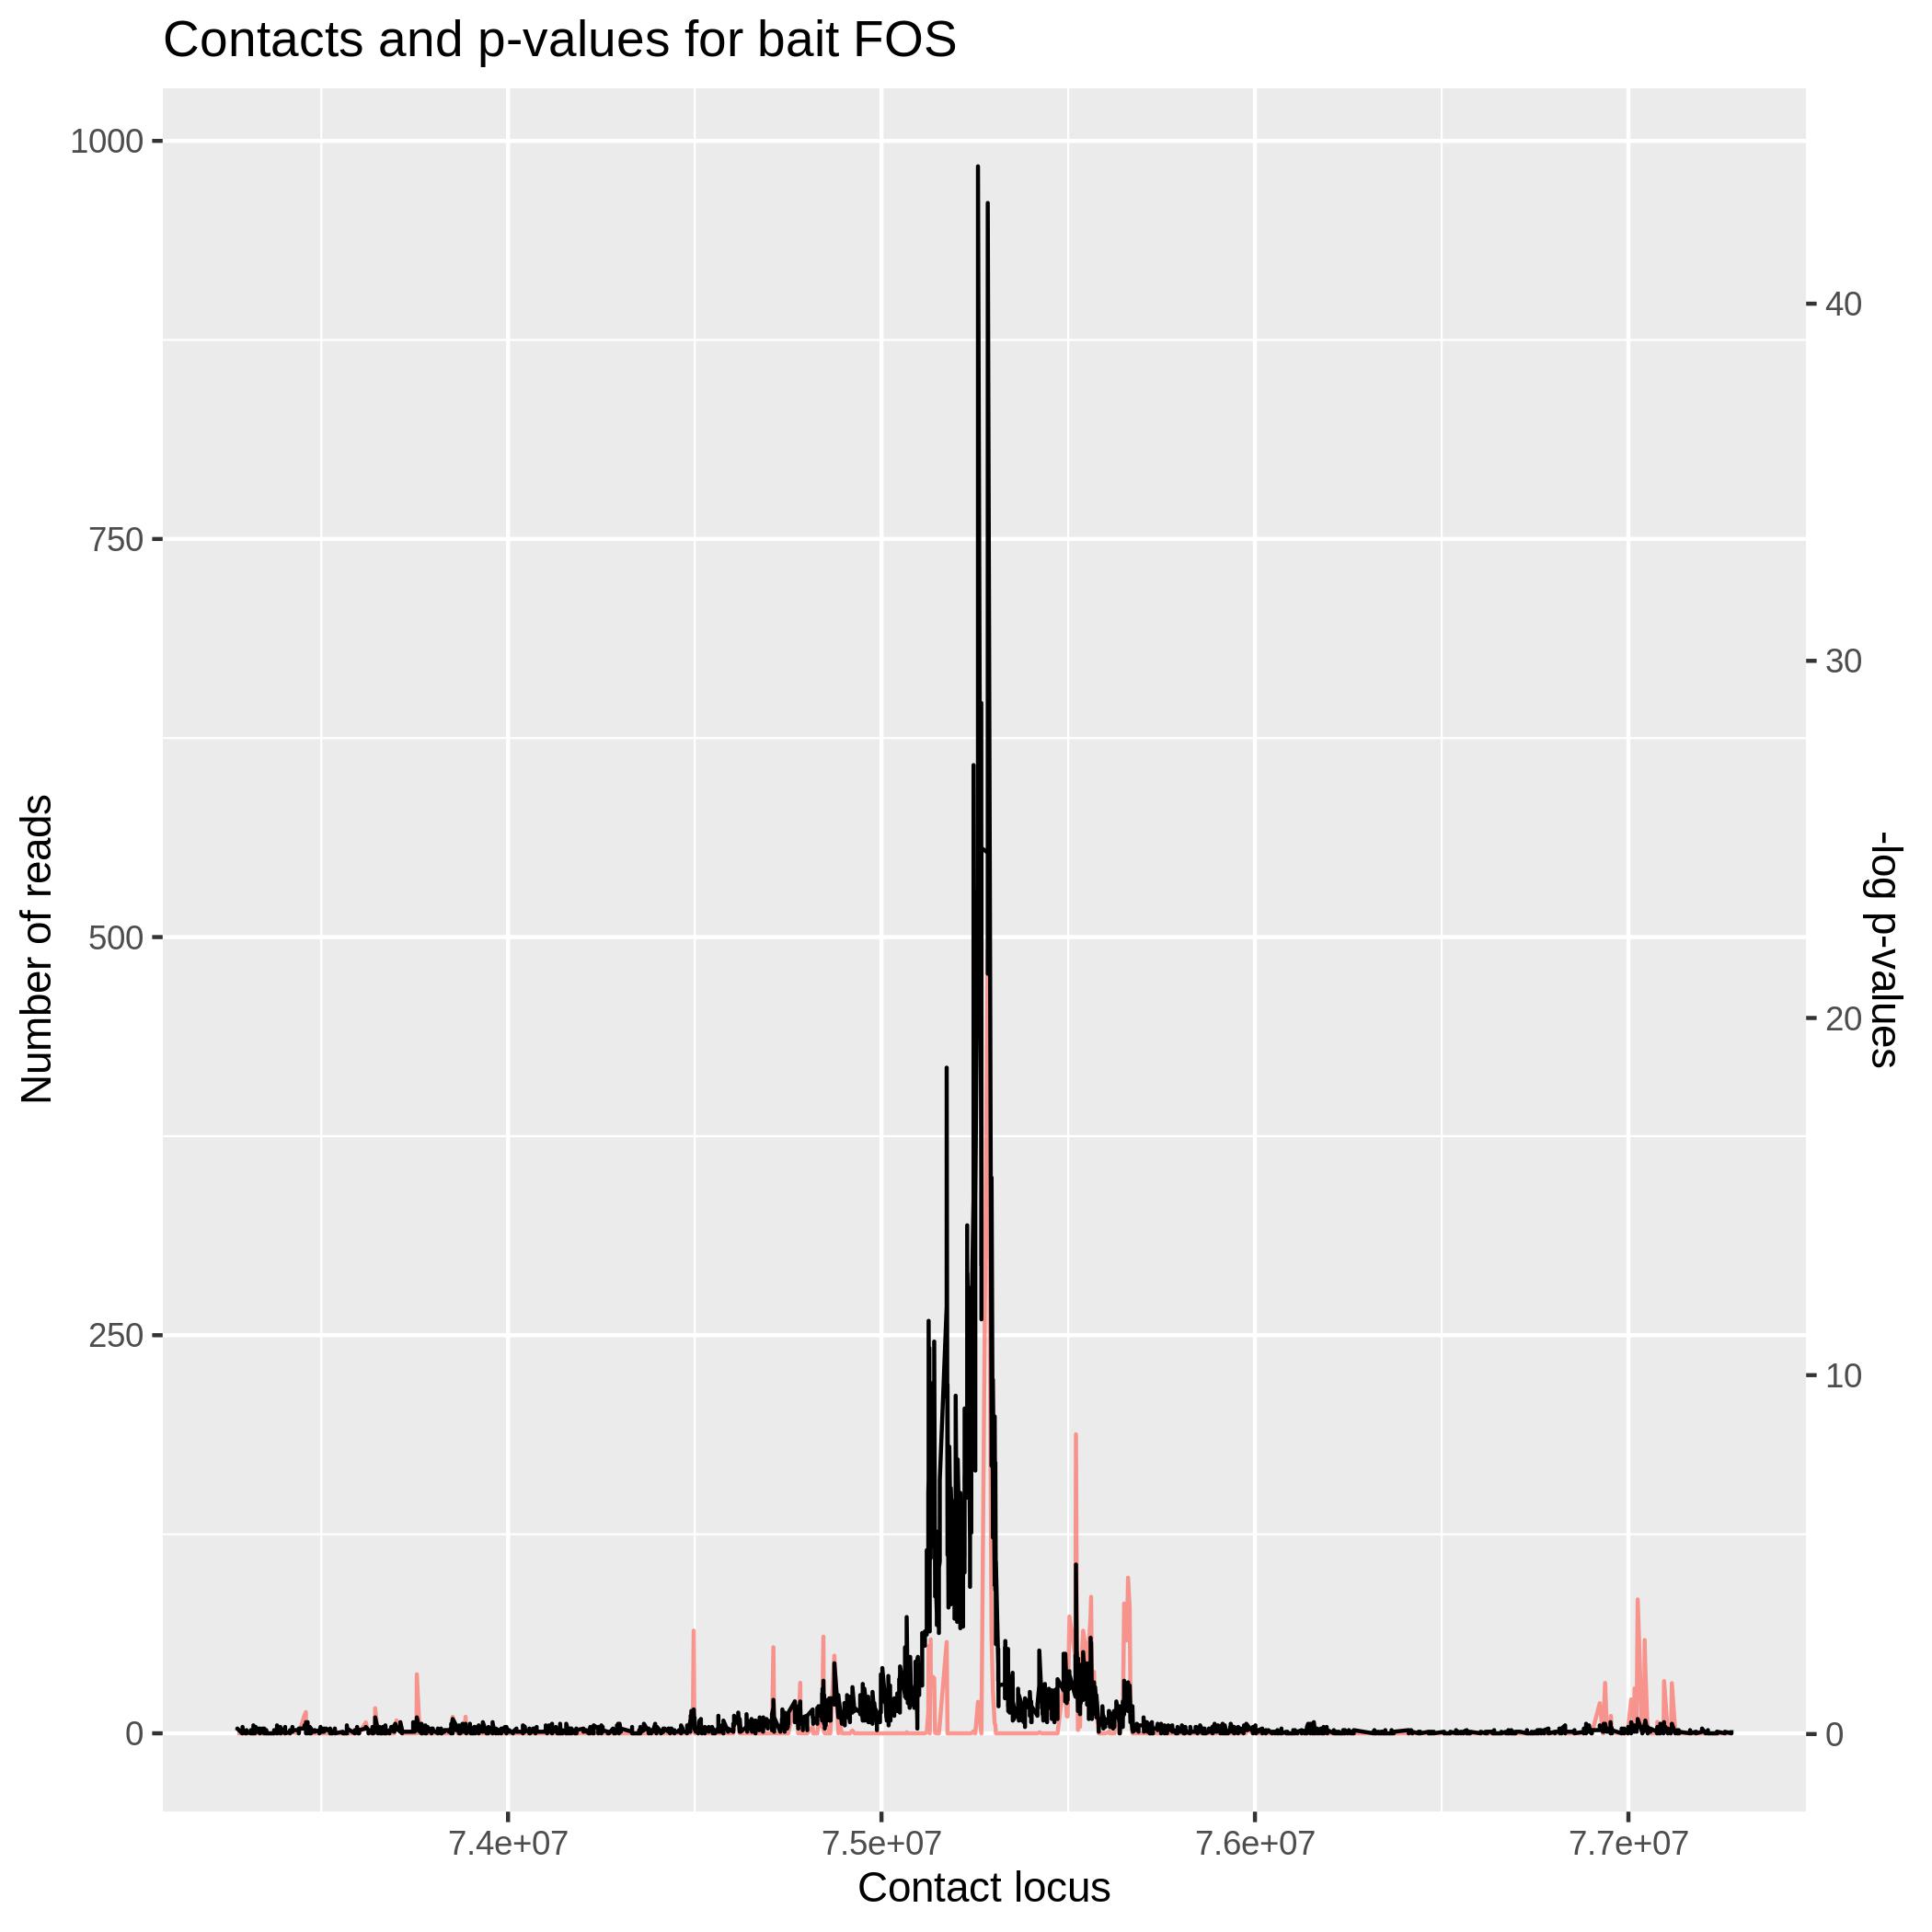 Contacts and p-values for bait FOS
1000
750
500
250
0
Number of reads
40
30
20
10
0
-log p-values
7.4e+07
7.5e+07
7.6e+07
7.7e+07
Contact locus